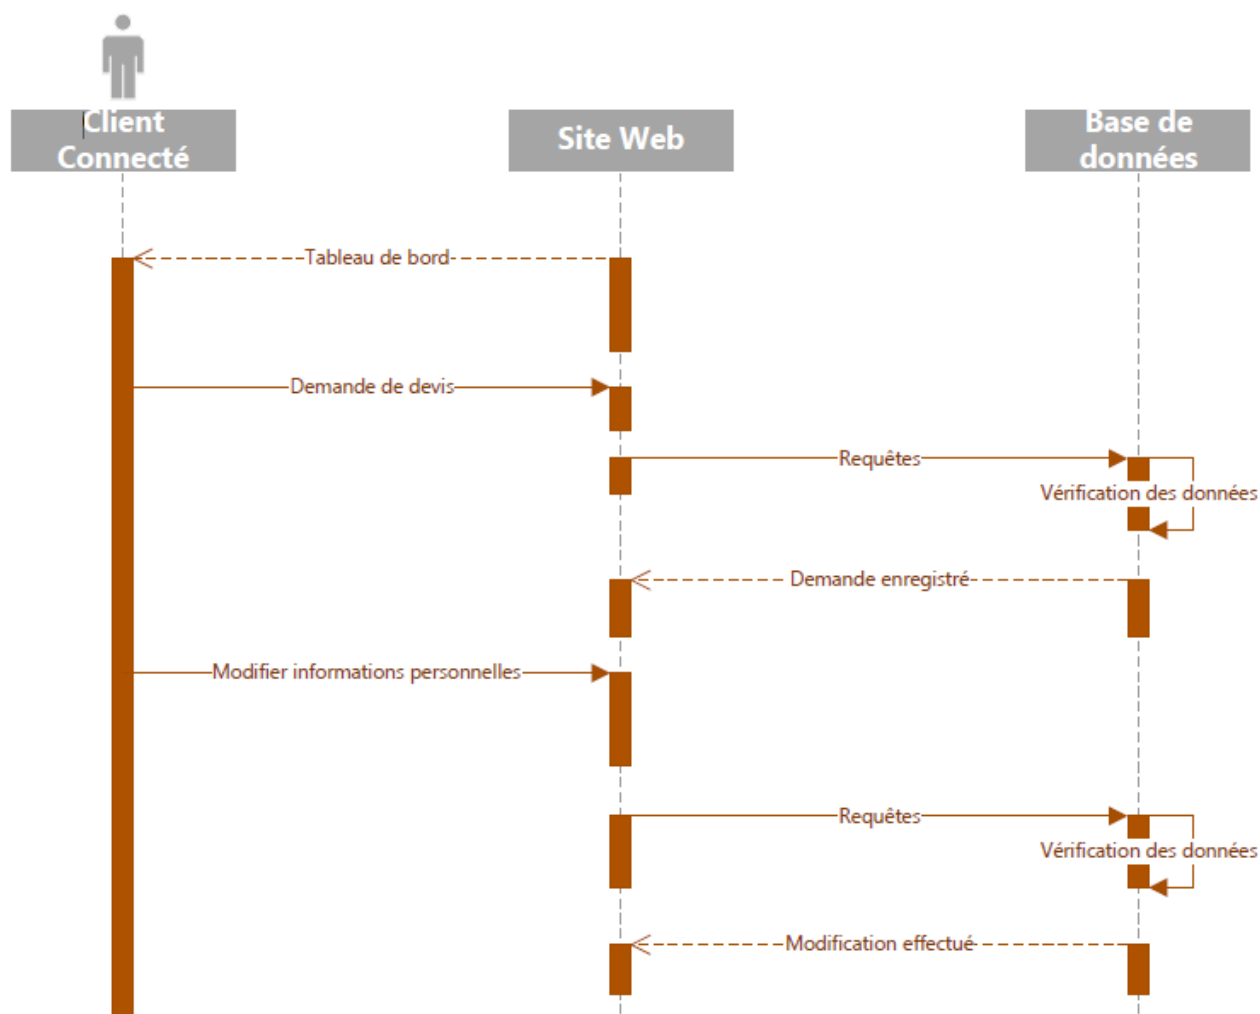 Client
Connecté
Site Web
Base de
données
Tableau de bord
Demande de devis
Requêtes
Vérification des données
Demande enregistré
Modifier informations personnelles
Requêtes
Vérification des données
Modification effectué